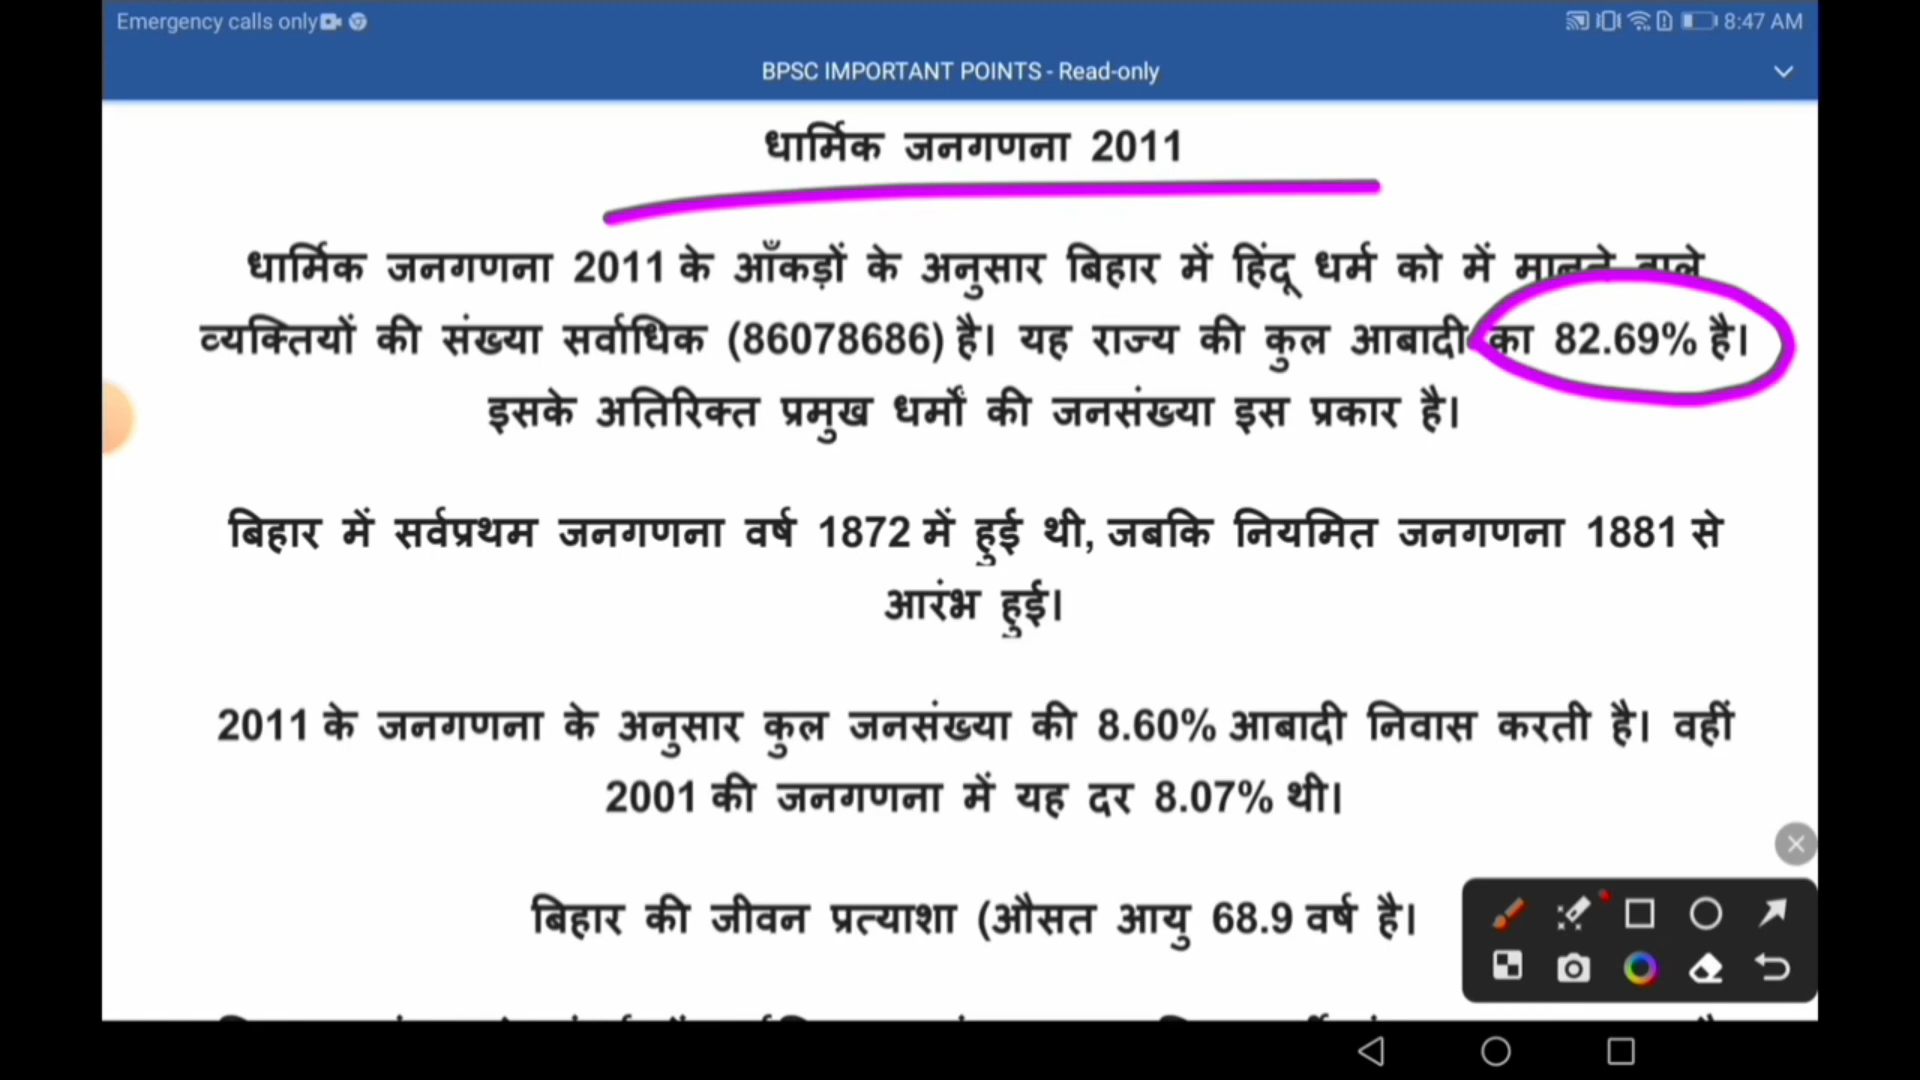 Emergency calls only
8:47 AM
BPSC IMPORTANT POINTS - Read-only
धार्मिक जनगणना 2011
धार्मिक जनगणना 2011 के आँकड़ों के अनुसार बिहार में हिंदू धर्म को में मानने वाले
व्यक्तियों की संख्या सर्वाधिक (86078686) है। यह राज्य की कुल आबादी का 82.69% है।
इसके अतिरिक्त प्रमुख धर्मों की जनसंख्या इस प्रकार है।
बिहार में सर्वप्रथम जनगणना वर्ष 1872 में हुई थी, जबकि नियमित जनगणना 1881 से
आरंभ हुई।
2011 के जनगणना के अनुसार कुल जनसंख्या की 8.60% आबादी निवास करती है। वहीं
2001 की जनगणना में यह दर 8.07% थी।
बिहार की जीवन प्रत्याशा (औसत आयु 68.9 वर्ष है।